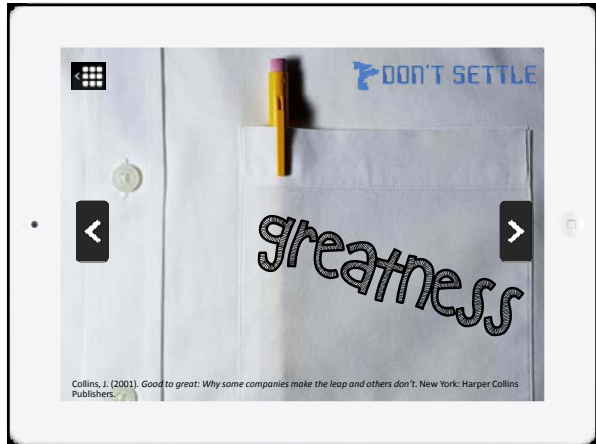 DON'T SETTLE
greatness
Collins, J. (2001). Good to great: Why some companies make the leap and others don't. New York: Harper Collins
Publishers.